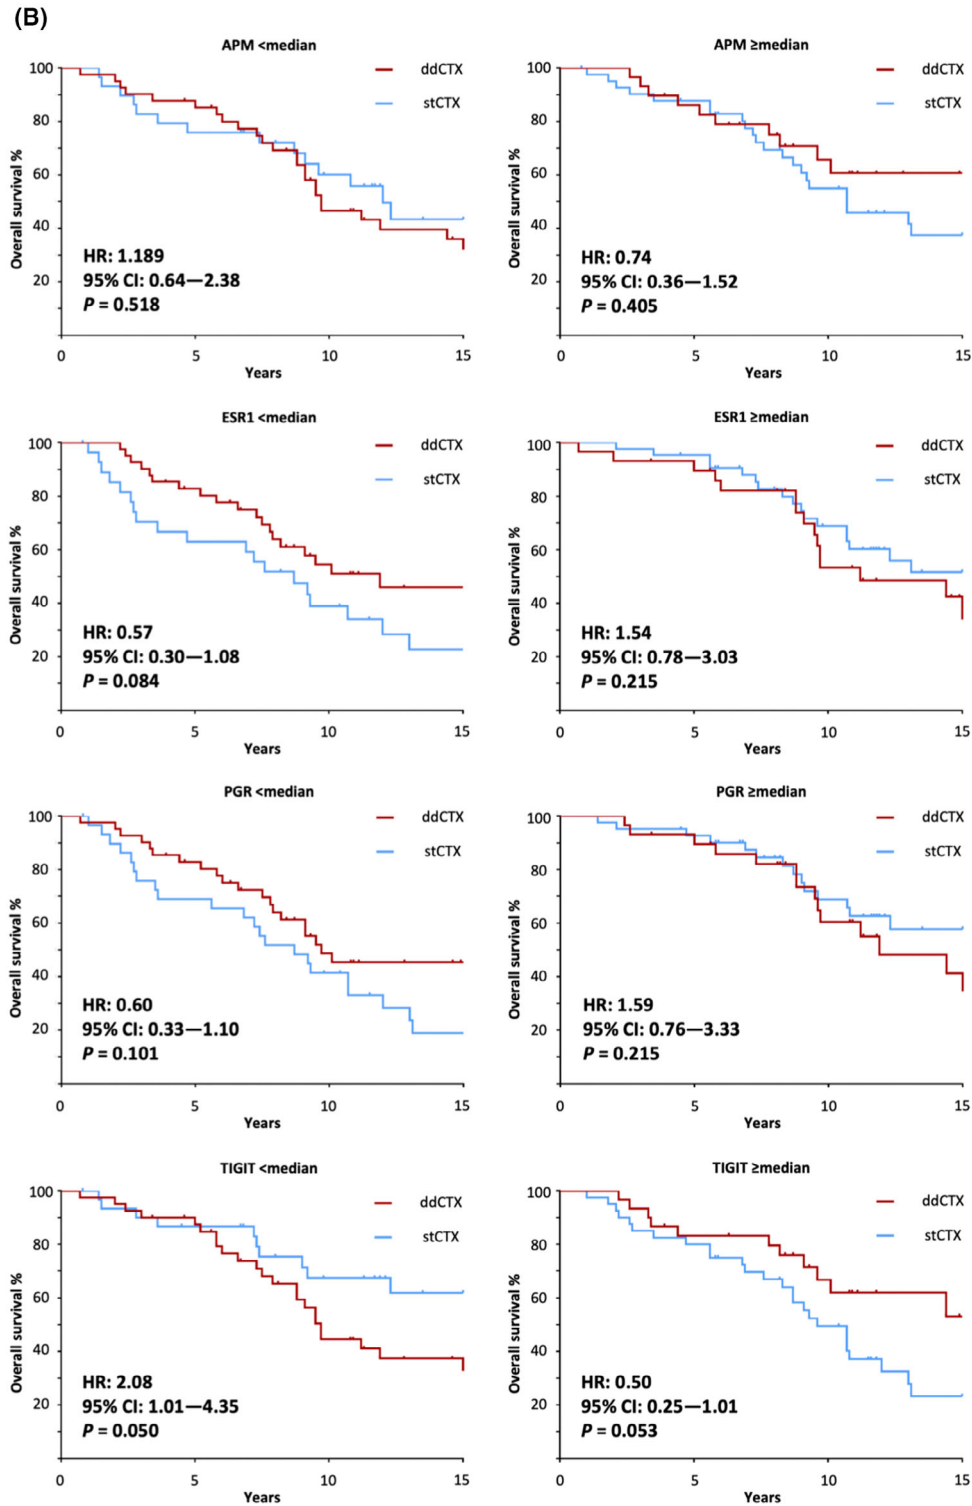 (B)
APM <median
ddCTX
stCTX
100
80
60
40
20
Overall survival %
HR: 1.189
95% CI: 0.64—2.38
P = 0.518
0 5 10 15
Years
APM ≥median
ddCTX
stCTX
100
80
60
40
20
Overall survival %
HR: 0.74
95% CI: 0.36—1.52
P = 0.405
0 5 10 15
Years
ESR1 <median
ddCTX
stCTX
100
80
60
40
20
Overall survival %
HR: 0.57
95% CI: 0.30—1.08
P = 0.084
0 5 10 15
Years
ESR1 ≥median
ddCTX
stCTX
100
80
60
40
20
Overall survival %
HR: 1.54
95% CI: 0.78—3.03
P = 0.215
0 5 10 15
Years
PGR <median
ddCTX
stCTX
100
80
60
40
20
Overall survival %
HR: 0.60
95% CI: 0.33—1.10
P = 0.101
0 5 10 15
Years
PGR ≥median
ddCTX
stCTX
100
80
60
40
20
Overall survival %
HR: 1.59
95% CI: 0.76—3.33
P = 0.215
0 5 10 15
Years
TIGIT <median
ddCTX
stCTX
100
80
60
40
20
Overall survival %
HR: 2.08
95% CI: 1.01—4.35
P = 0.050
0 5 10 15
Years
TIGIT ≥median
ddCTX
stCTX
100
80
60
40
20
Overall survival %
HR: 0.50
95% CI: 0.25—1.01
P = 0.053
0 5 10 15
Years